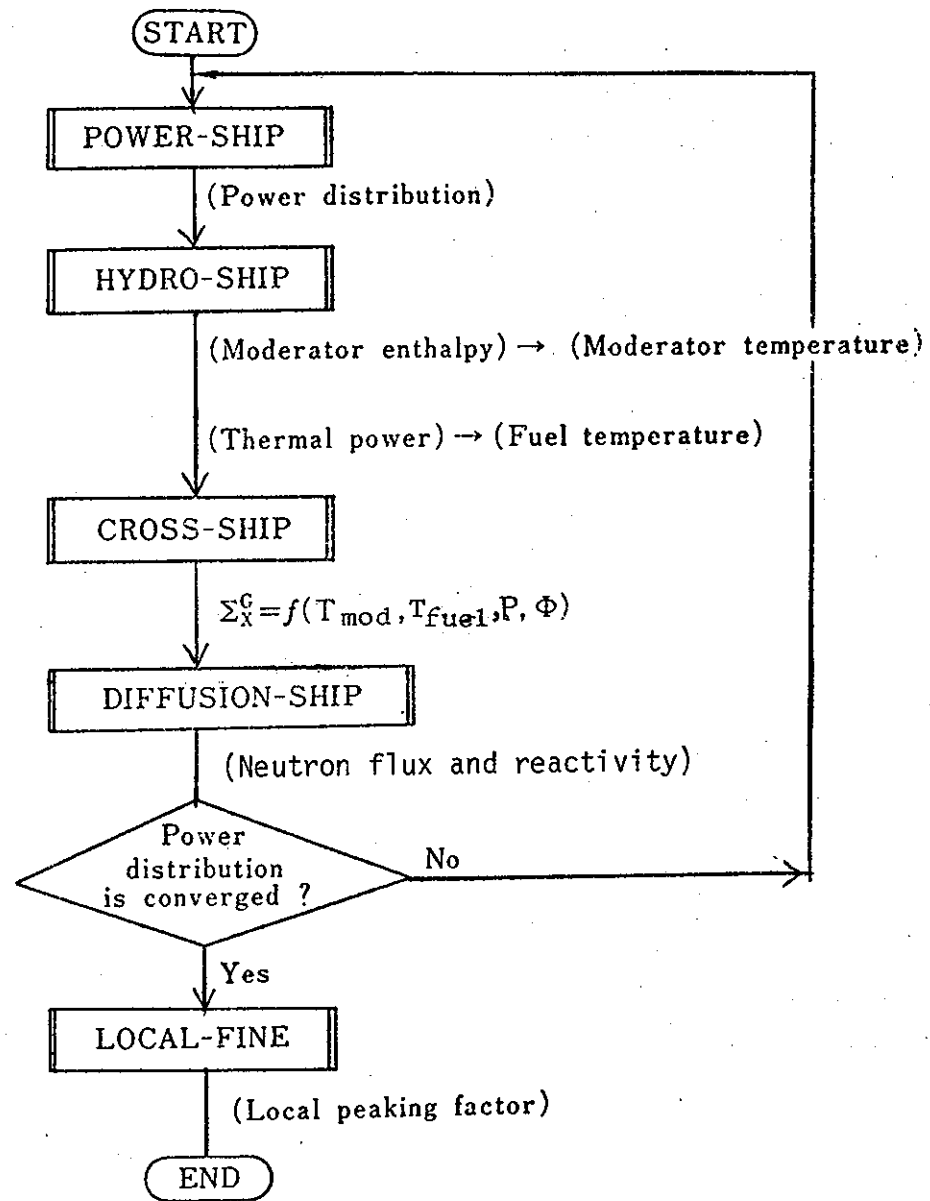 START
POWER-SHIP
(Power distribution)
HYDRO-SHIP
(Moderator enthalpy) → (Moderator temperature)
(Thermal power) → (Fuel temperature)
CROSS-SHIP
Σ_X^G = f(T_mod, T_fuel, P, Φ)
DIFFUSION-SHIP
(Neutron flux and reactivity)
Power
distribution
is converged ?
No
Yes
LOCAL-FINE
(Local peaking factor)
END